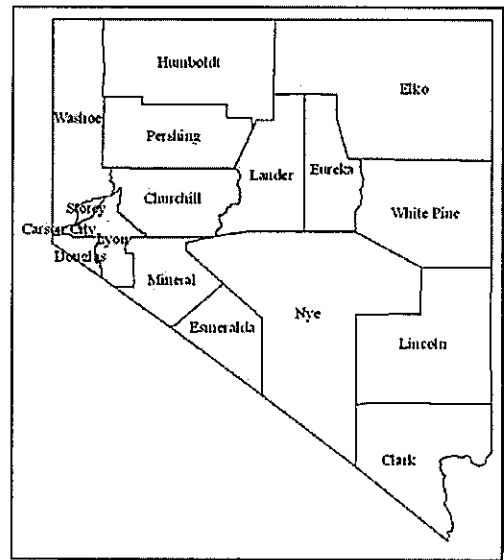 Humboldt
Elko
Washoe
Pershing
Lander
Eureka
Churchill
Storey
White Pine
Carson City
Lyon
Douglas
Mineral
Nye
Esmeralda
Lincoln
Clark